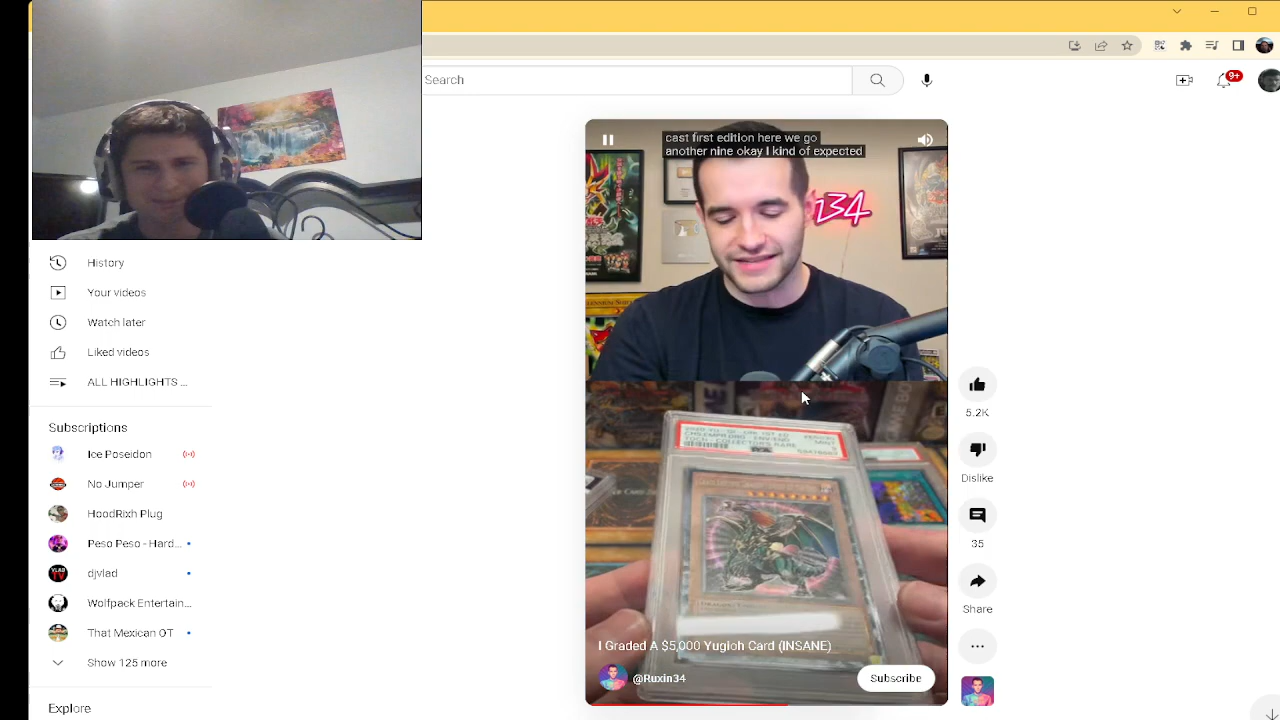 Search
9+
cast first edition here we go
another nine okay I kind of expected
134
History
Your videos
Watch later
Liked videos
ALL HIGHLIGHTS ...
Subscriptions
No Jumper
HoodRixh Plug
Peso Peso - Hard...
djvlad
Wolfpack Entertain...
That Mexican OT
Show 125 more
Explore
5.2K
Dislike
35
Share
I Graded A $5,000 Yugioh Card (INSANE)
@Ruxin34
Subscribe